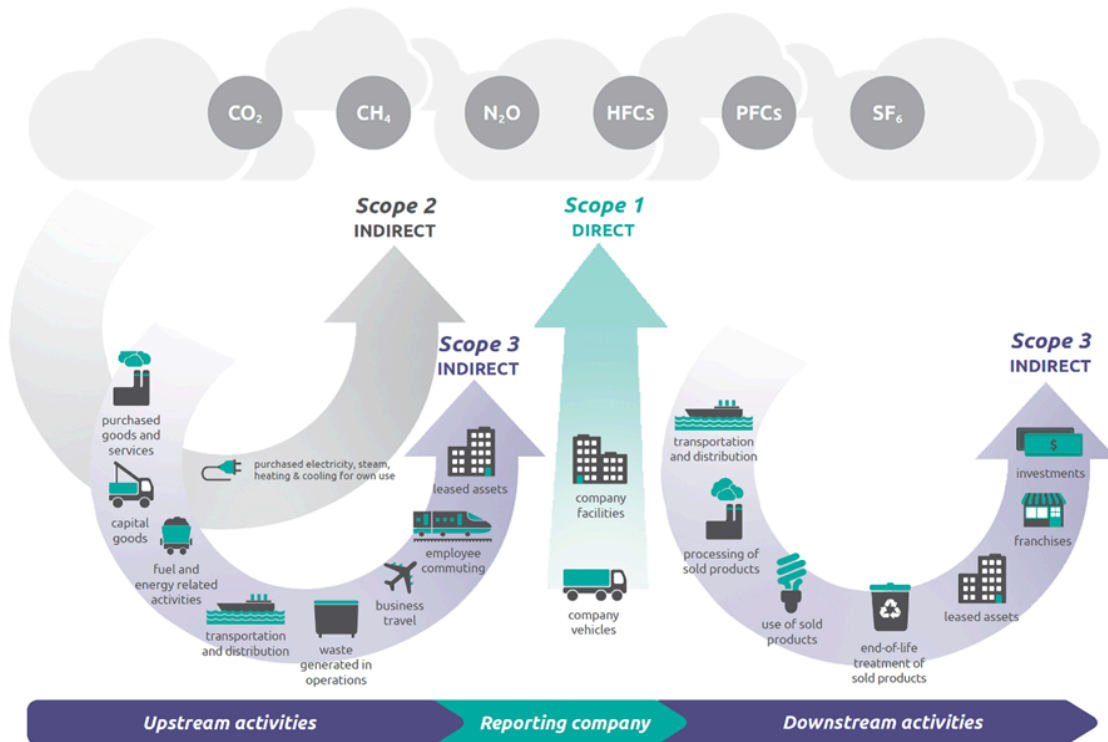 CO₂
CH₄
N₂O
HFCs
PFCs
SF₆
Scope 2
INDIRECT
Scope 1
DIRECT
Scope 3
INDIRECT
Scope 3
INDIRECT
purchased
goods and
services
capital
goods
fuel and
energy related
activities
transportation
and distribution
waste
generated in
operations
business
travel
employee
commuting
leased assets
purchased electricity, steam,
heating & cooling for own use
company
facilities
company
vehicles
transportation
and distribution
processing of
sold products
use of sold
products
end-of-life
treatment of
sold products
leased assets
franchises
$
investments
Upstream activities
Reporting company
Downstream activities